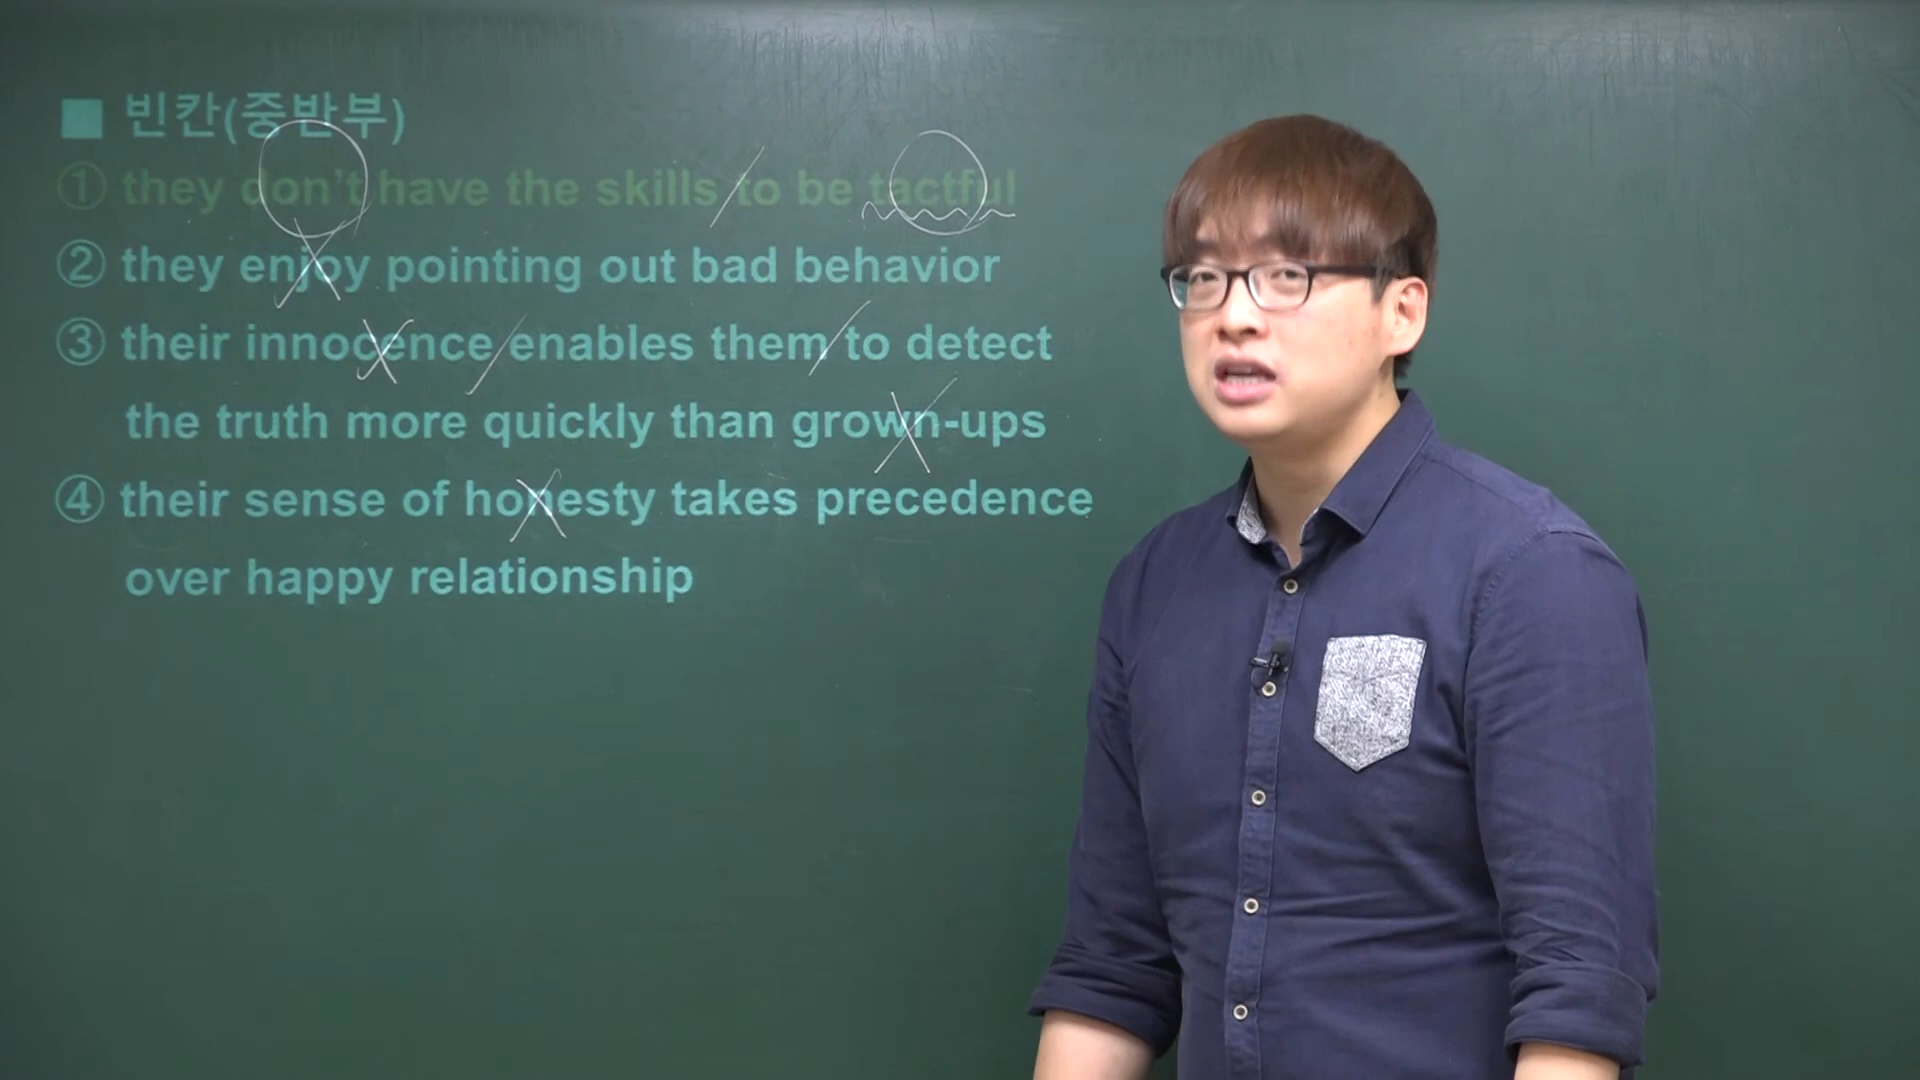 ■ 빈칸(중반부)
① they don't have the skills to be tactful
② they enjoy pointing out bad behavior
③ their innocence enables them to detect
the truth more quickly than grown-ups
④ their sense of honesty takes precedence
over happy relationship